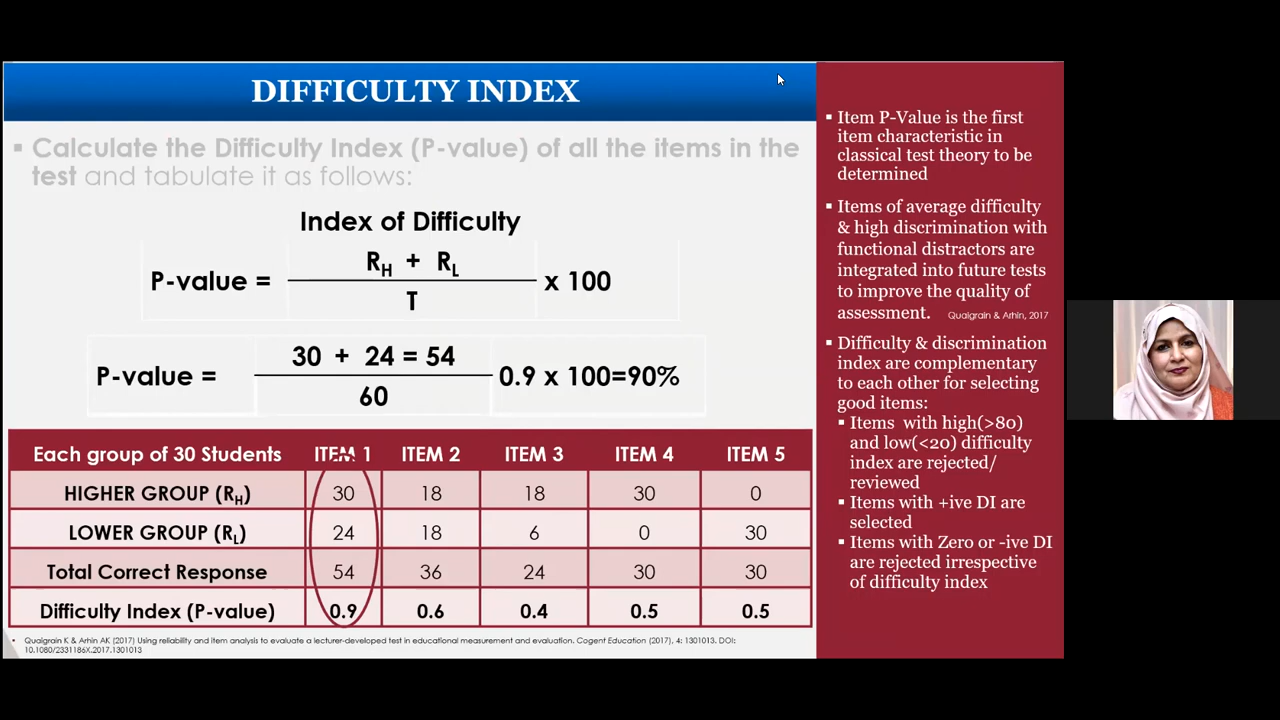 DIFFICULTY INDEX
▪ Calculate the Difficulty Index (P-value) of all the items in the
test and tabulate it as follows:
Index of Difficulty
P-value = R_H + R_L x 100
T
P-value = 30 + 24 = 54 0.9 x 100=90%
60
Each group of 30 Students ITEM 1 ITEM 2 ITEM 3 ITEM 4 ITEM 5
HIGHER GROUP (R_H) 30 18 18 30 0
LOWER GROUP (R_L) 24 18 6 0 30
Total Correct Response 54 36 24 30 30
Difficulty Index (P-value) 0.9 0.6 0.4 0.5 0.5
• Quaigrain K & Arhin AK (2017) Using reliability and item analysis to evaluate a lecturer-developed test in educational measurement and evaluation. Cogent Education (2017), 4: 1301013. DOI:
10.1080/2331186X.2017.1301013
▪ Item P-Value is the first
item characteristic in
classical test theory to be
determined
▪ Items of average difficulty
& high discrimination with
functional distractors are
integrated into future tests
to improve the quality of
assessment. Quaigrain & Arhin, 2017
▪ Difficulty & discrimination
index are complementary
to each other for selecting
good items:
▪ Items with high(>80)
and low(<20) difficulty
index are rejected/
reviewed
▪ Items with +ive DI are
selected
▪ Items with Zero or -ive DI
are rejected irrespective
of difficulty index